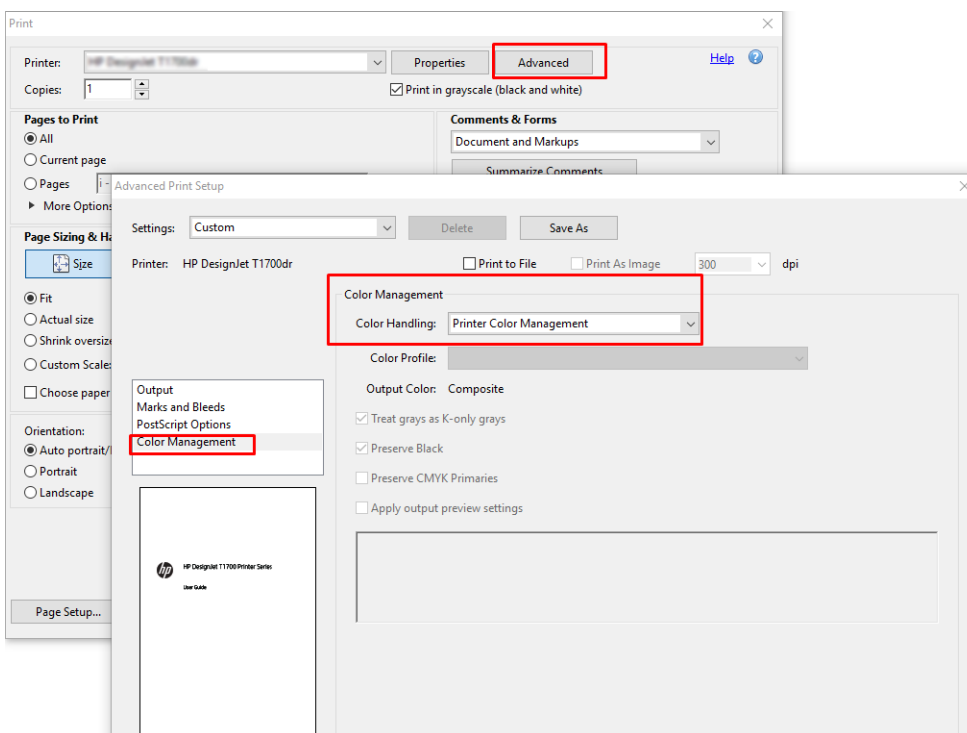 Print
Printer: HP DesignJet T1700dr Properties Advanced Help ?
Copies: 1 Print in grayscale (black and white)
Pages to Print
All
Current page
Pages i -
More Options
Comments & Forms
Document and Markups
Summarize Comments
Page Sizing & Ha
Size
Fit
Actual size
Shrink oversize
Custom Scale:
Choose paper
Orientation:
Auto portrait/l
Portrait
Landscape
Page Setup...
Advanced Print Setup
Settings: Custom Delete Save As
Printer: HP DesignJet T1700dr Print to File Print As Image 300 dpi
Output
Marks and Bleeds
PostScript Options
Color Management
Color Management
Color Handling: Printer Color Management
Color Profile:
Output Color: Composite
Treat grays as K-only grays
Preserve Black
Preserve CMYK Primaries
Apply output preview settings
hp HP DesignJet T1700 Printer Series
User Guide